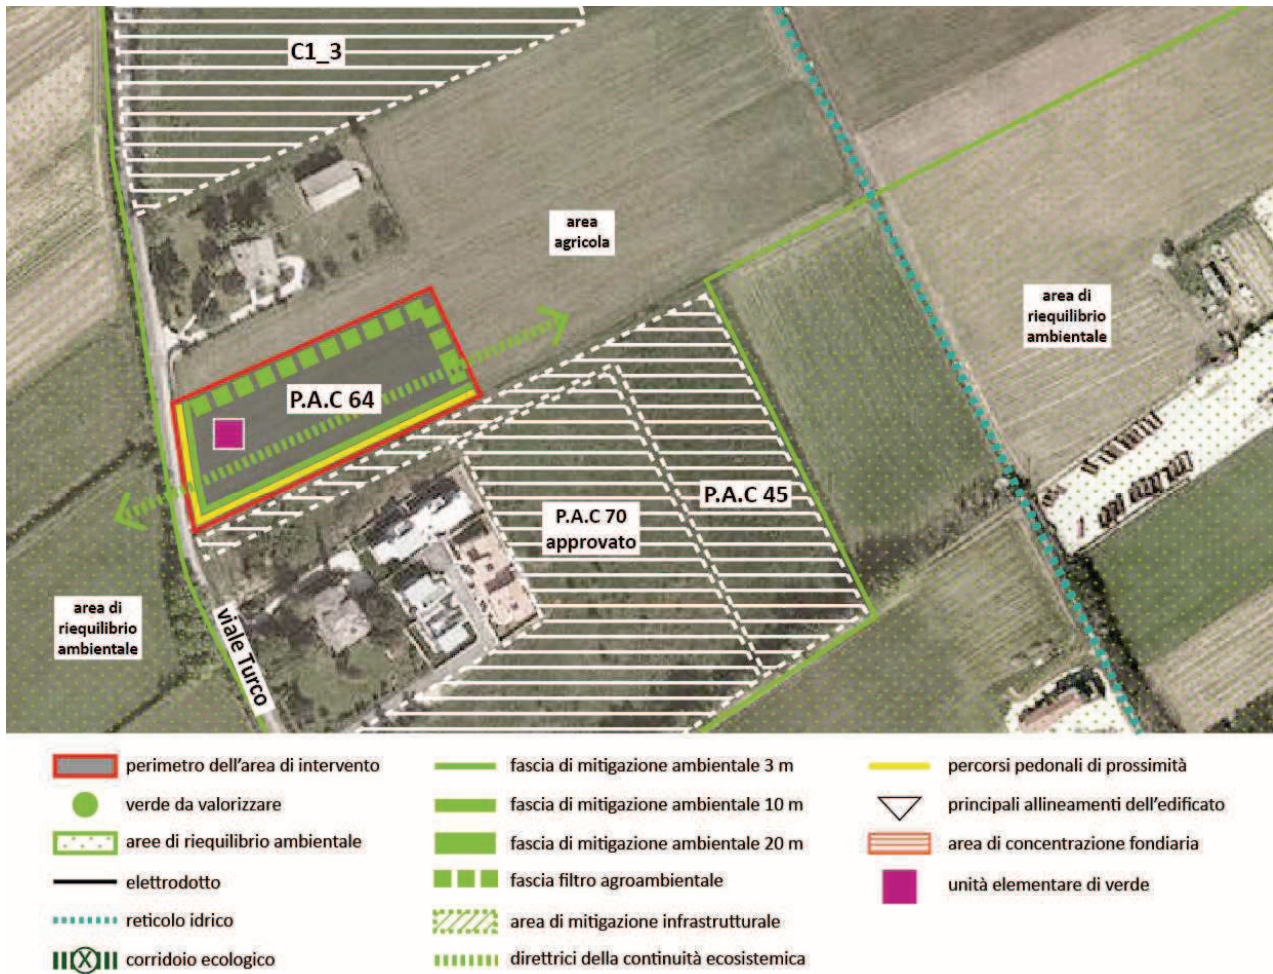 C1_3
area
agricola
area di
riequilibrio
ambientale
P.A.C 64
P.A.C 45
P.A.C 70
approvato
area di
riequilibrio
ambientale
viale Turco
perimetro dell'area di intervento
verde da valorizzare
aree di riequilibrio ambientale
elettrodotto
reticolo idrico
X corridoio ecologico
fascia di mitigazione ambientale 3 m
fascia di mitigazione ambientale 10 m
fascia di mitigazione ambientale 20 m
fascia filtro agroambientale
area di mitigazione infrastrutturale
direttrici della continuità ecosistemica
percorsi pedonali di prossimità
principali allineamenti dell'edificato
area di concentrazione fondiaria
unità elementare di verde